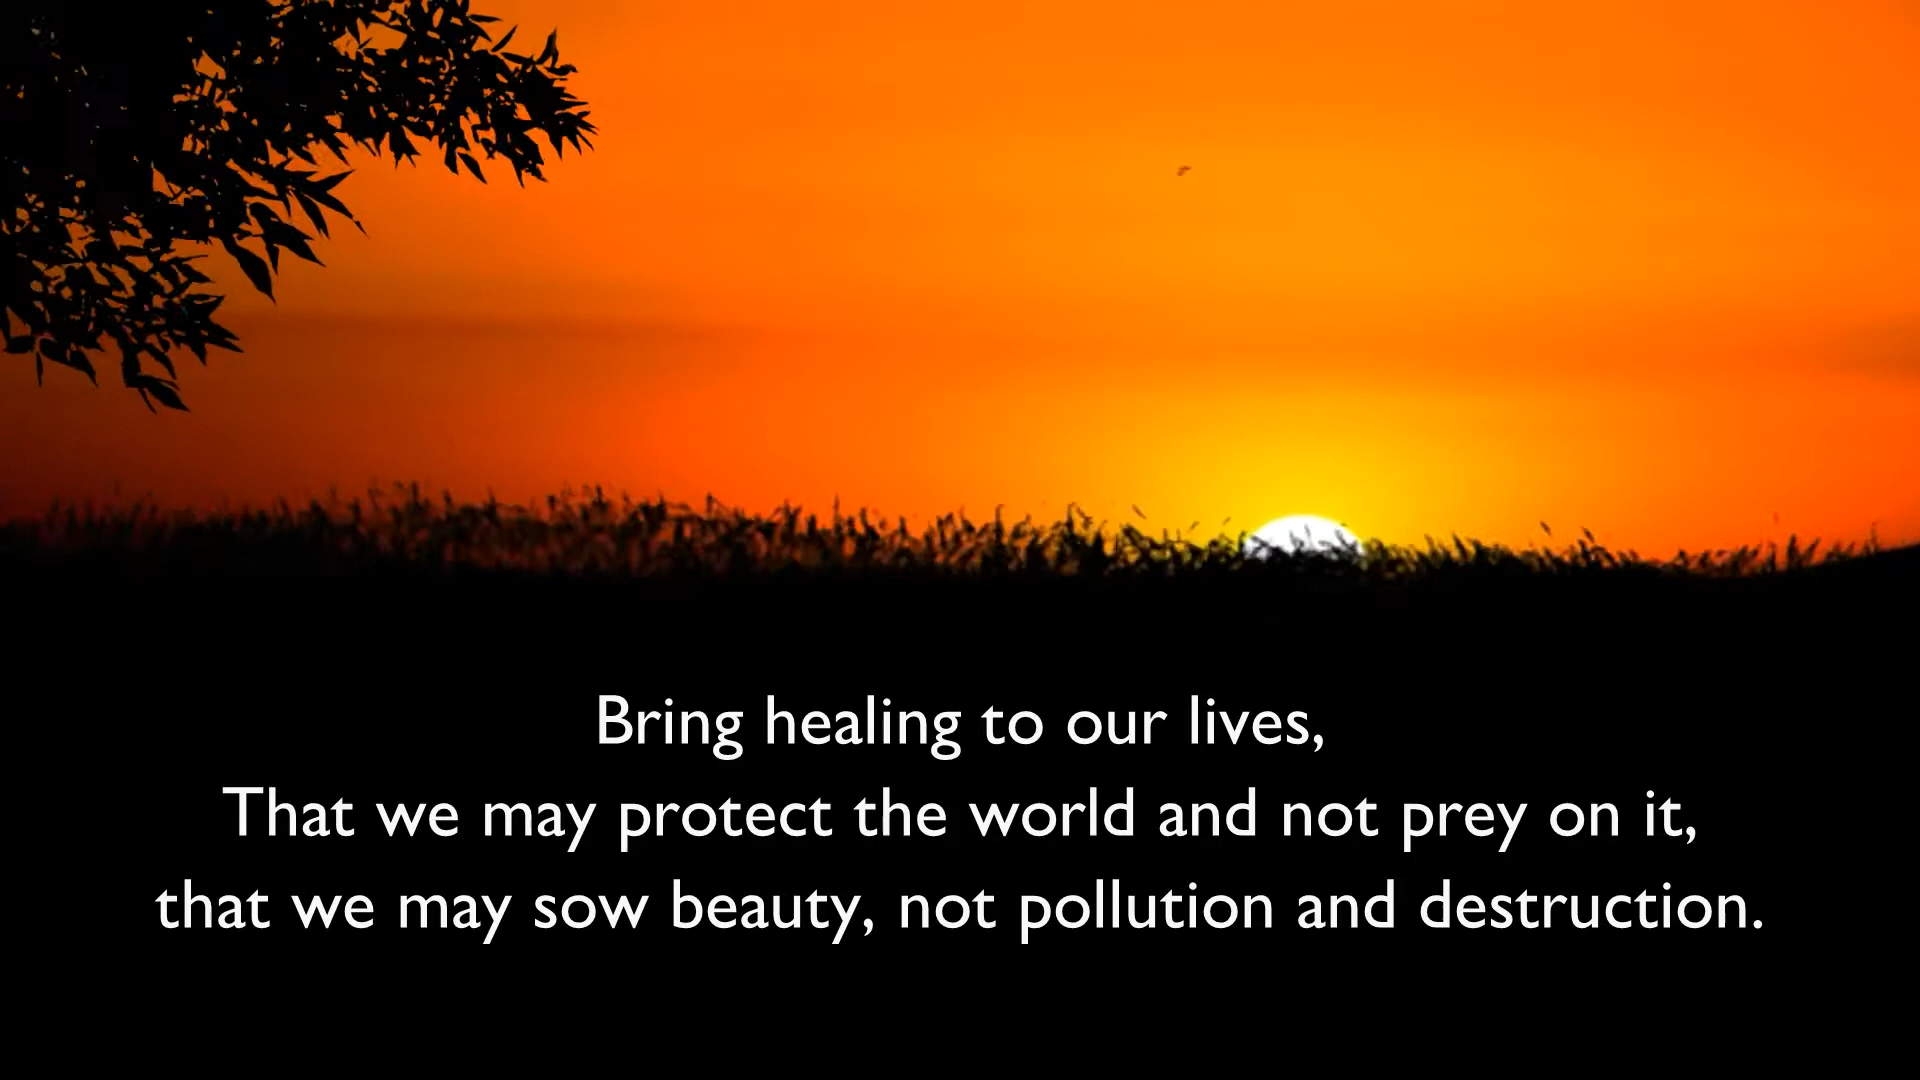 Bring healing to our lives,
That we may protect the world and not prey on it,
that we may sow beauty, not pollution and destruction.